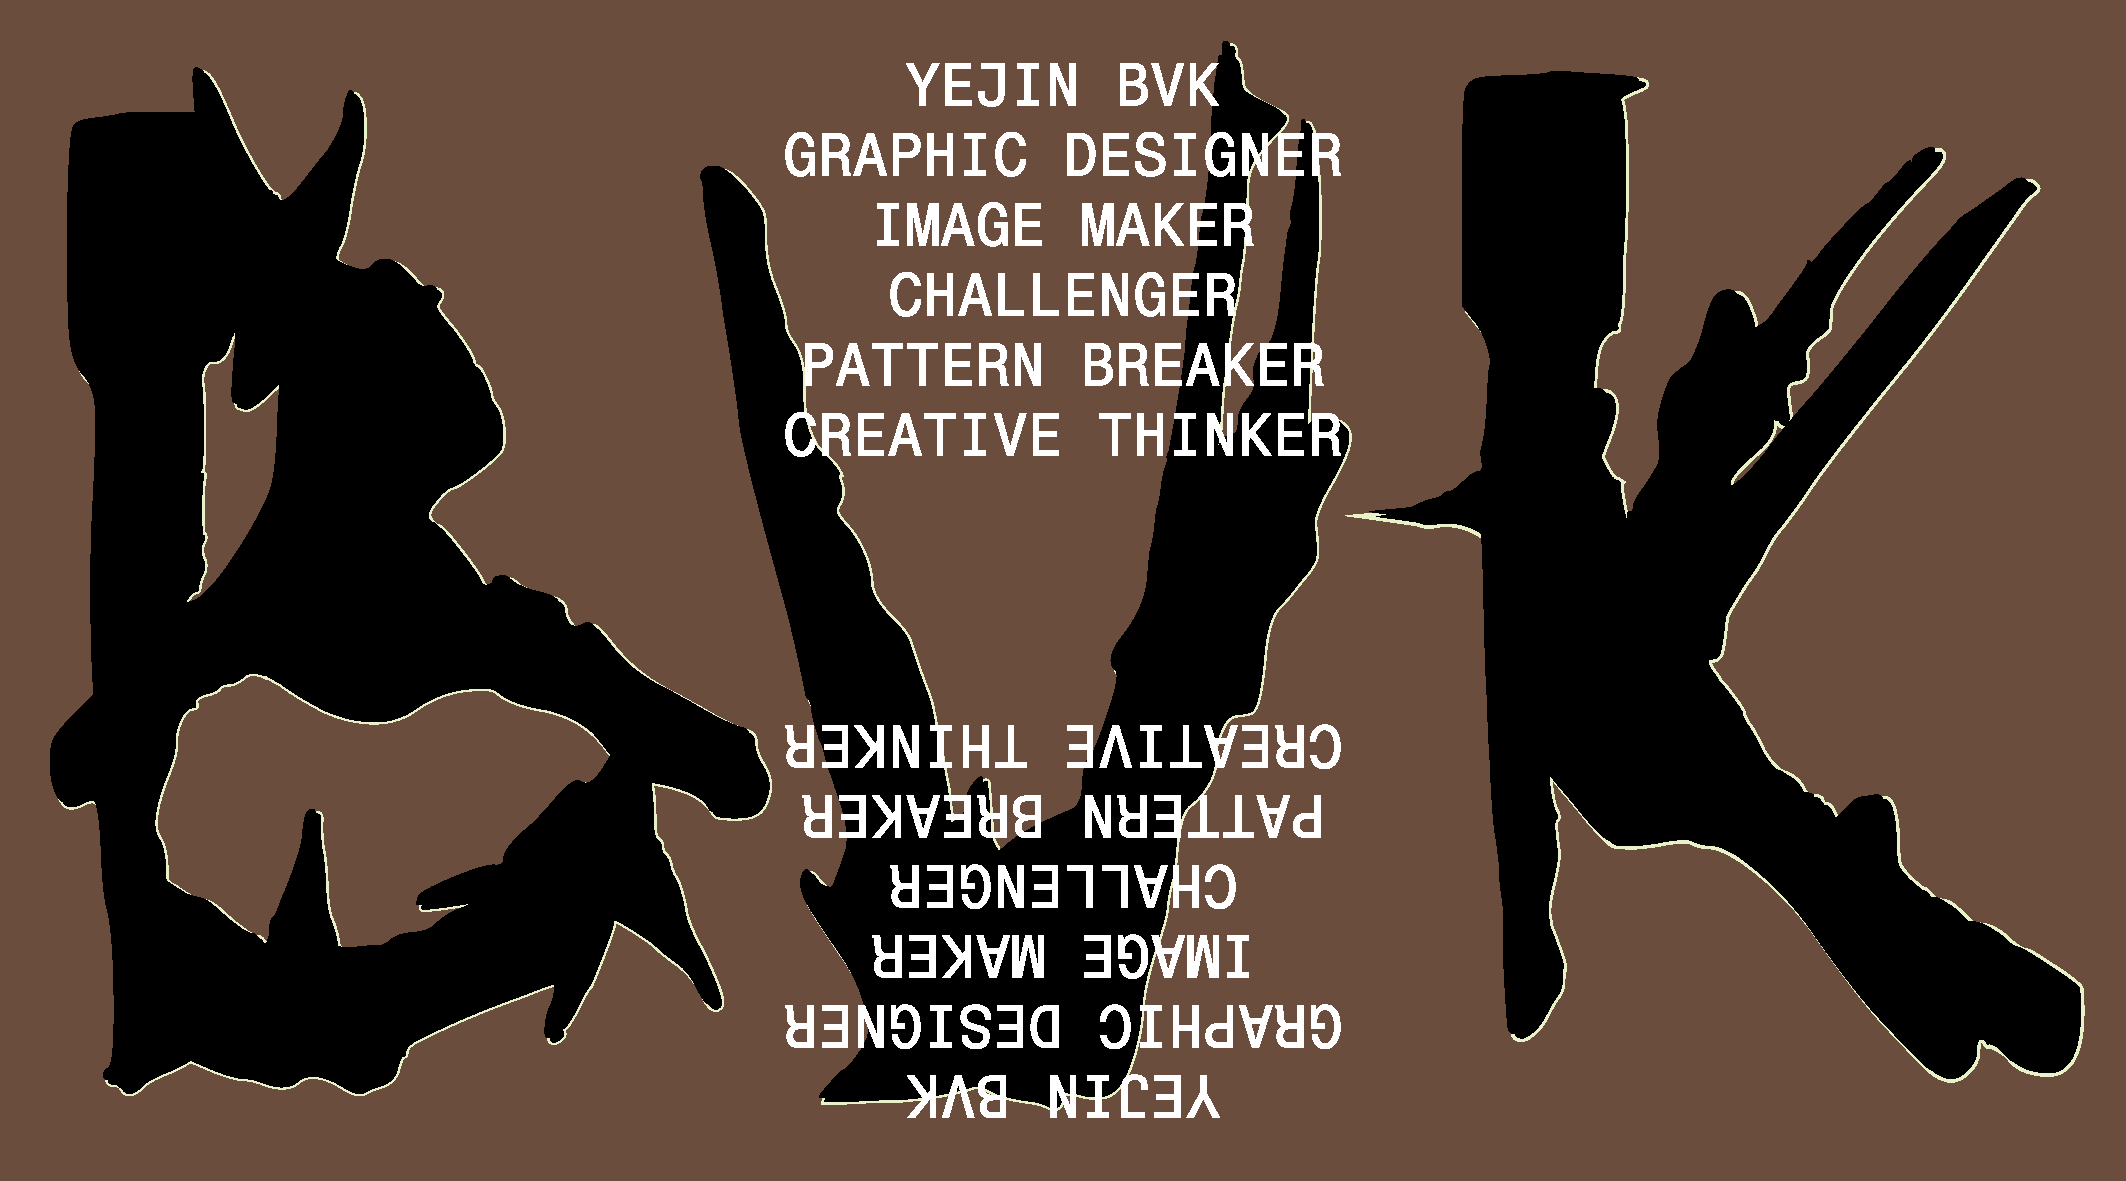 BVK
YEJIN BVK
GRAPHIC DESIGNER
IMAGE MAKER
CHALLENGER
PATTERN BREAKER
CREATIVE THINKER
CREATIVE THINKER
PATTERN BREAKER
CHALLENGER
IMAGE MAKER
GRAPHIC DESIGNER
YEJIN BVK